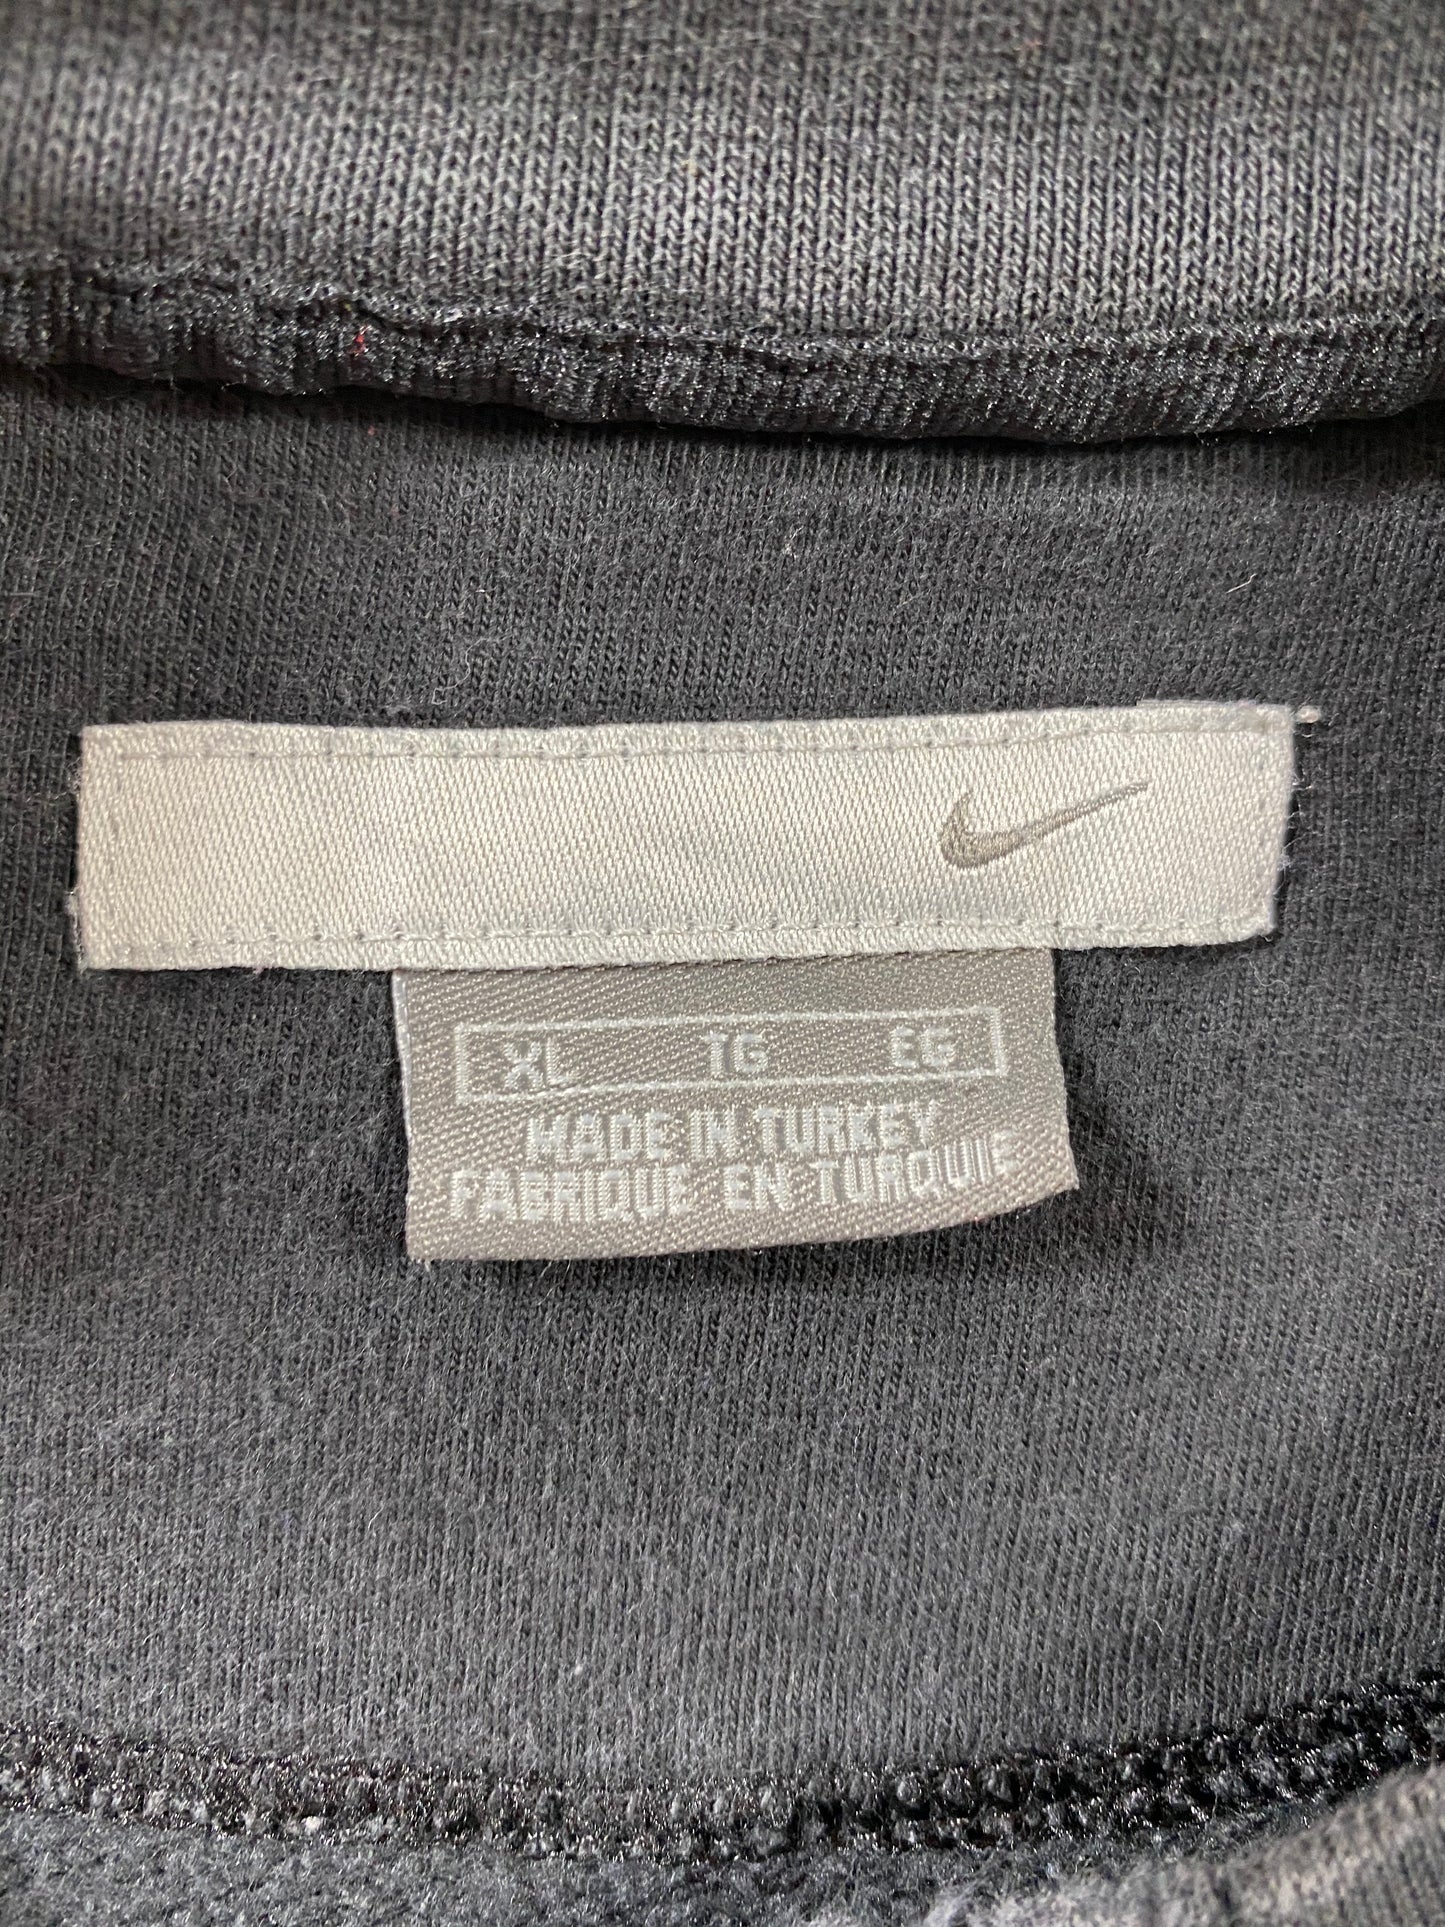 XL TG EG
MADE IN TURKEY
FABRIQUE EN TURQUIE